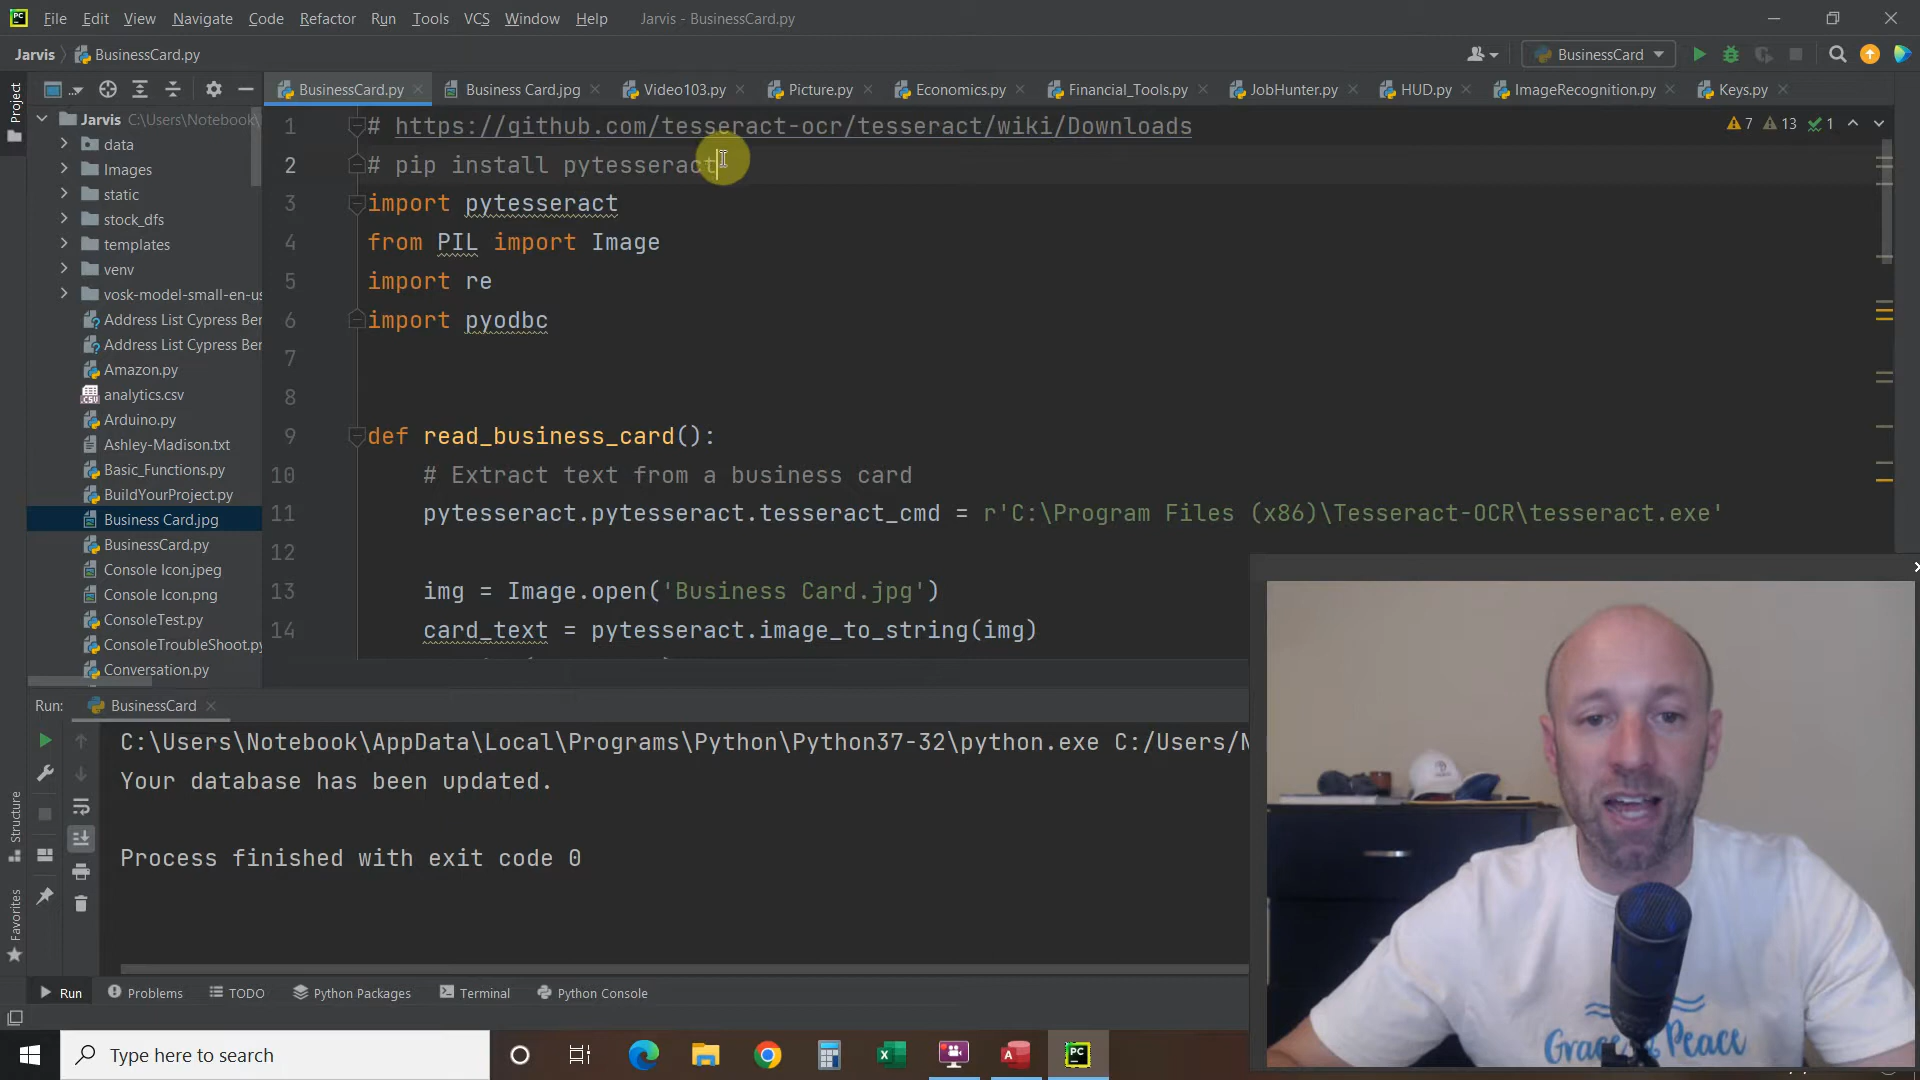 File Edit View Navigate Code Refactor Run Tools VCS Window Help Jarvis - BusinessCard.py
Jarvis BusinessCard.py BusinessCard
Project
BusinessCard.py Business Card.jpg Video103.py Picture.py Economics.py Financial_Tools.py JobHunter.py HUD.py ImageRecognition.py Keys.py
Jarvis C:\Users\Notebook\
data
Images
static
stock_dfs
templates
venv
vosk-model-small-en-us
Address List Cypress Ber
Address List Cypress Ber
Amazon.py
analytics.csv
Arduino.py
Ashley-Madison.txt
Basic_Functions.py
BuildYourProject.py
Business Card.jpg
BusinessCard.py
Console Icon.jpeg
Console Icon.png
ConsoleTest.py
ConsoleTroubleShoot.py
Conversation.py
7 13 1
1 # https://github.com/tesseract-ocr/tesseract/wiki/Downloads
2 # pip install pytesseract
3 import pytesseract
4 from PIL import Image
5 import re
6 import pyodbc
7
8
9 def read_business_card():
10 # Extract text from a business card
11 pytesseract.pytesseract.tesseract_cmd = r'C:\Program Files (x86)\Tesseract-OCR\tesseract.exe'
12
13 img = Image.open('Business Card.jpg')
14 card_text = pytesseract.image_to_string(img)
Run: BusinessCard
C:\Users\Notebook\AppData\Local\Programs\Python\Python37-32\python.exe C:/Users/N
Your database has been updated.
Process finished with exit code 0
Structure
Favorites
Run Problems TODO Python Packages Terminal Python Console
Type here to search
PC
Grace Peace